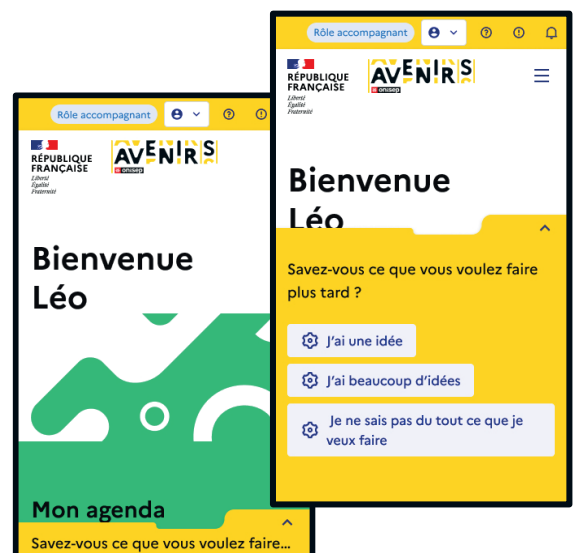 Rôle accompagnant
RÉPUBLIQUE
FRANÇAISE
Liberté
Égalité
Fraternité
AVENIRS
onisep
Bienvenue
Léo
Mon agenda
Savez-vous ce que vous voulez faire...
Rôle accompagnant
RÉPUBLIQUE
FRANÇAISE
Liberté
Égalité
Fraternité
AVENIRS
onisep
Bienvenue
Léo
Savez-vous ce que vous voulez faire
plus tard ?
J'ai une idée
J'ai beaucoup d'idées
Je ne sais pas du tout ce que je
veux faire